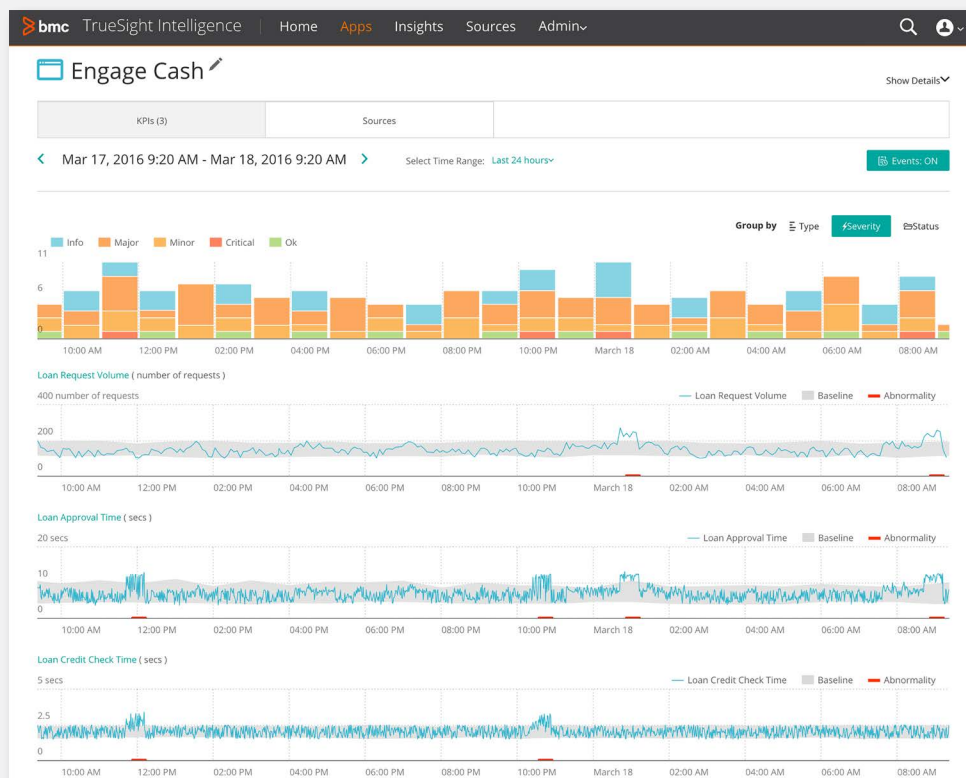 bmc TrueSight Intelligence Home Apps Insights Sources Admin
Engage Cash
Show Details
KPIs (3) Sources
Mar 17, 2016 9:20 AM - Mar 18, 2016 9:20 AM Select Time Range: Last 24 hours Events: ON
Group by Type Severity Status
Info Major Minor Critical Ok
11
6
0
10:00 AM 12:00 PM 02:00 PM 04:00 PM 06:00 PM 08:00 PM 10:00 PM March 18 02:00 AM 04:00 AM 06:00 AM 08:00 AM
Loan Request Volume ( number of requests )
400 number of requests Loan Request Volume Baseline Abnormality
200
0
10:00 AM 12:00 PM 02:00 PM 04:00 PM 06:00 PM 08:00 PM 10:00 PM March 18 02:00 AM 04:00 AM 06:00 AM 08:00 AM
Loan Approval Time ( secs )
20 secs Loan Approval Time Baseline Abnormality
10
0
10:00 AM 12:00 PM 02:00 PM 04:00 PM 06:00 PM 08:00 PM 10:00 PM March 18 02:00 AM 04:00 AM 06:00 AM 08:00 AM
Loan Credit Check Time ( secs )
5 secs Loan Credit Check Time Baseline Abnormality
2.5
0
10:00 AM 12:00 PM 02:00 PM 04:00 PM 06:00 PM 08:00 PM 10:00 PM March 18 02:00 AM 04:00 AM 06:00 AM 08:00 AM